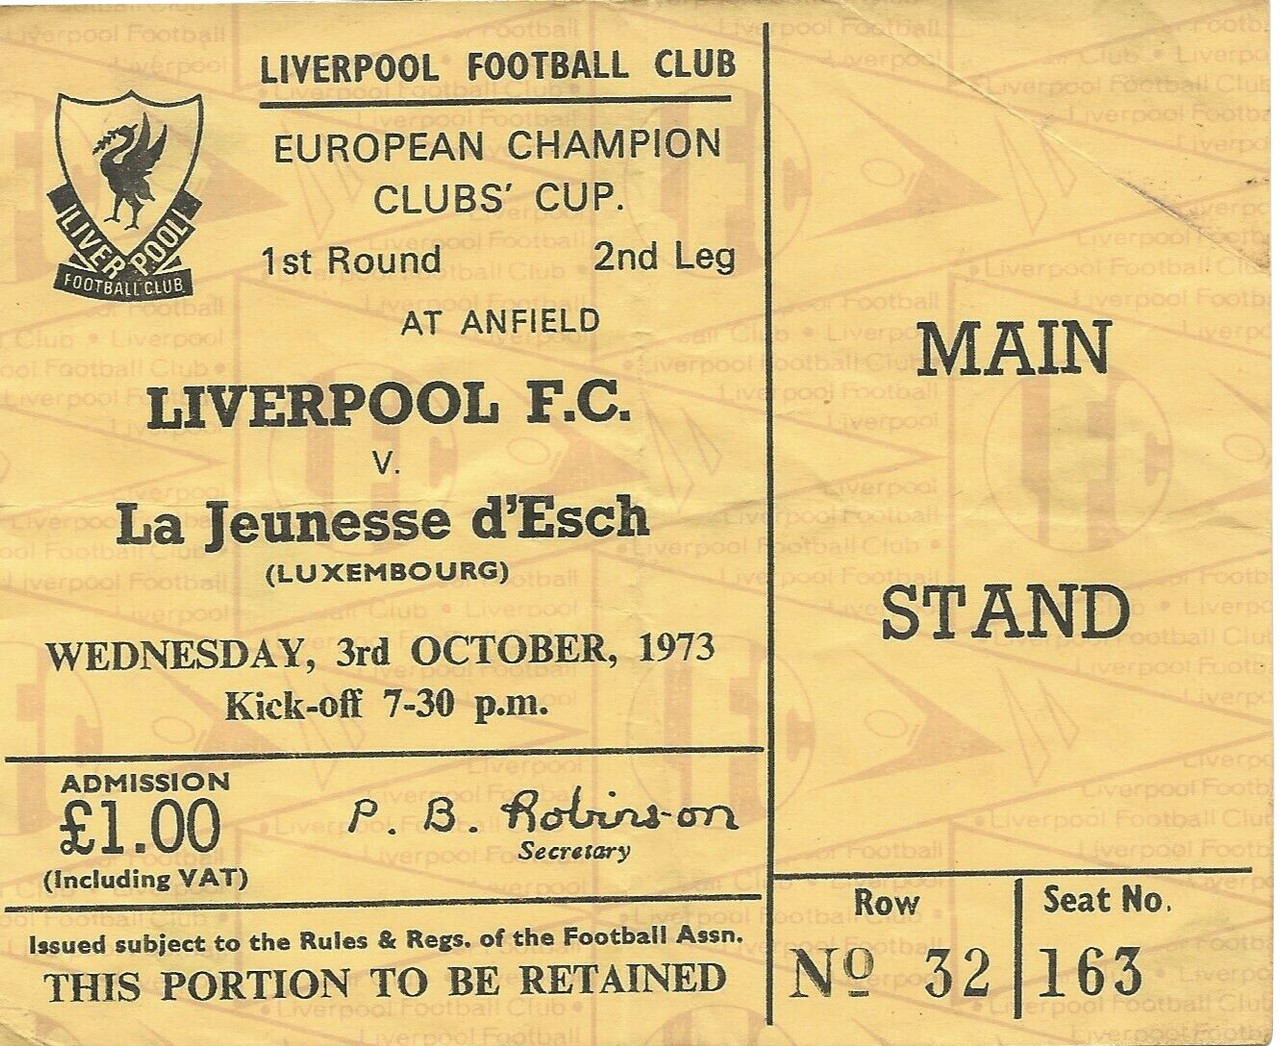 LIVERPOOL FOOTBALL CLUB
EUROPEAN CHAMPION
CLUBS' CUP.
1st Round 2nd Leg
LIVERPOOL
FOOTBALL CLUB
AT ANFIELD
LIVERPOOL F.C.
V.
La Jeunesse d'Esch
(LUXEMBOURG)
WEDNESDAY, 3rd OCTOBER, 1973
Kick-off 7-30 p.m.
ADMISSION
£1.00
(Including VAT)
P. B. Robinson
Secretary
Issued subject to the Rules & Regs. of the Football Assn.
THIS PORTION TO BE RETAINED
MAIN
STAND
Row Seat No.
Nº 32 163